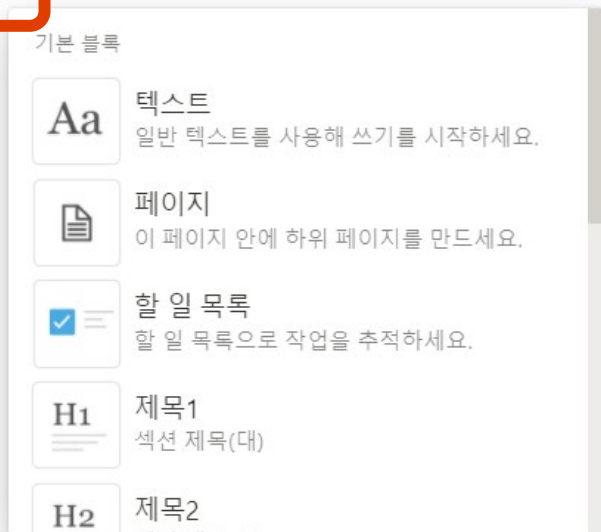 기본 블록
Aa
텍스트
일반 텍스트를 사용해 쓰기를 시작하세요.
페이지
이 페이지 안에 하위 페이지를 만드세요.
할 일 목록
할 일 목록으로 작업을 추적하세요.
H1
제목1
섹션 제목(대)
H2
제목2